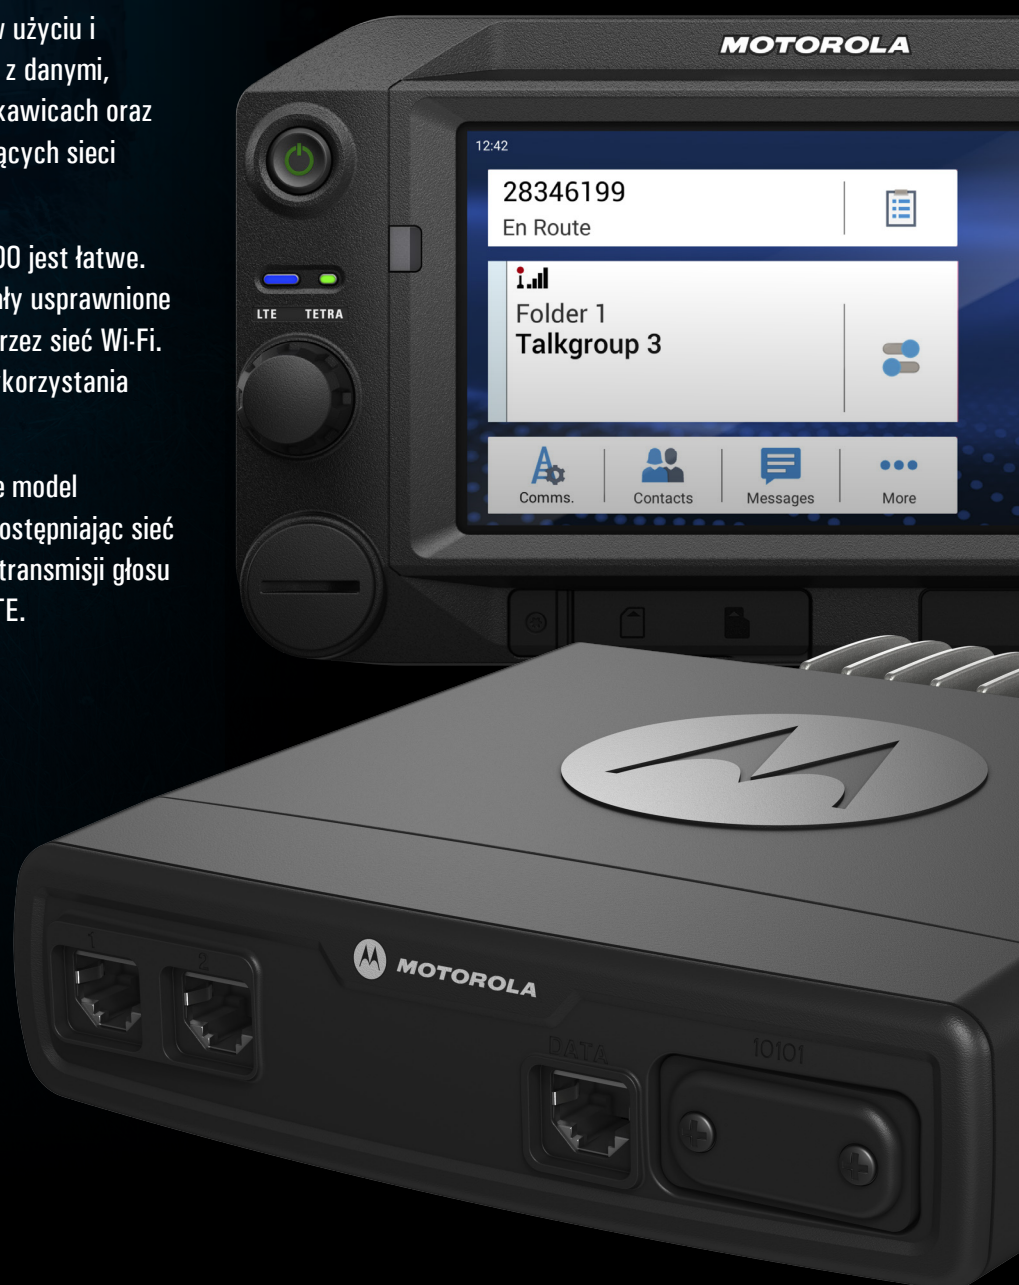 w użyciu i
z danymi,
kawicach oraz
ących sieci
00 jest łatwe.
ały usprawnione
rzez sieć Wi-Fi.
korzystania
e model
ostępniając sieć
transmisji głosu
TE.
MOTOROLA
12:42
28346199
En Route
Folder 1
Talkgroup 3
Comms.
Contacts
Messages
More
LTE TETRA
1
2
MOTOROLA
DATA
10101